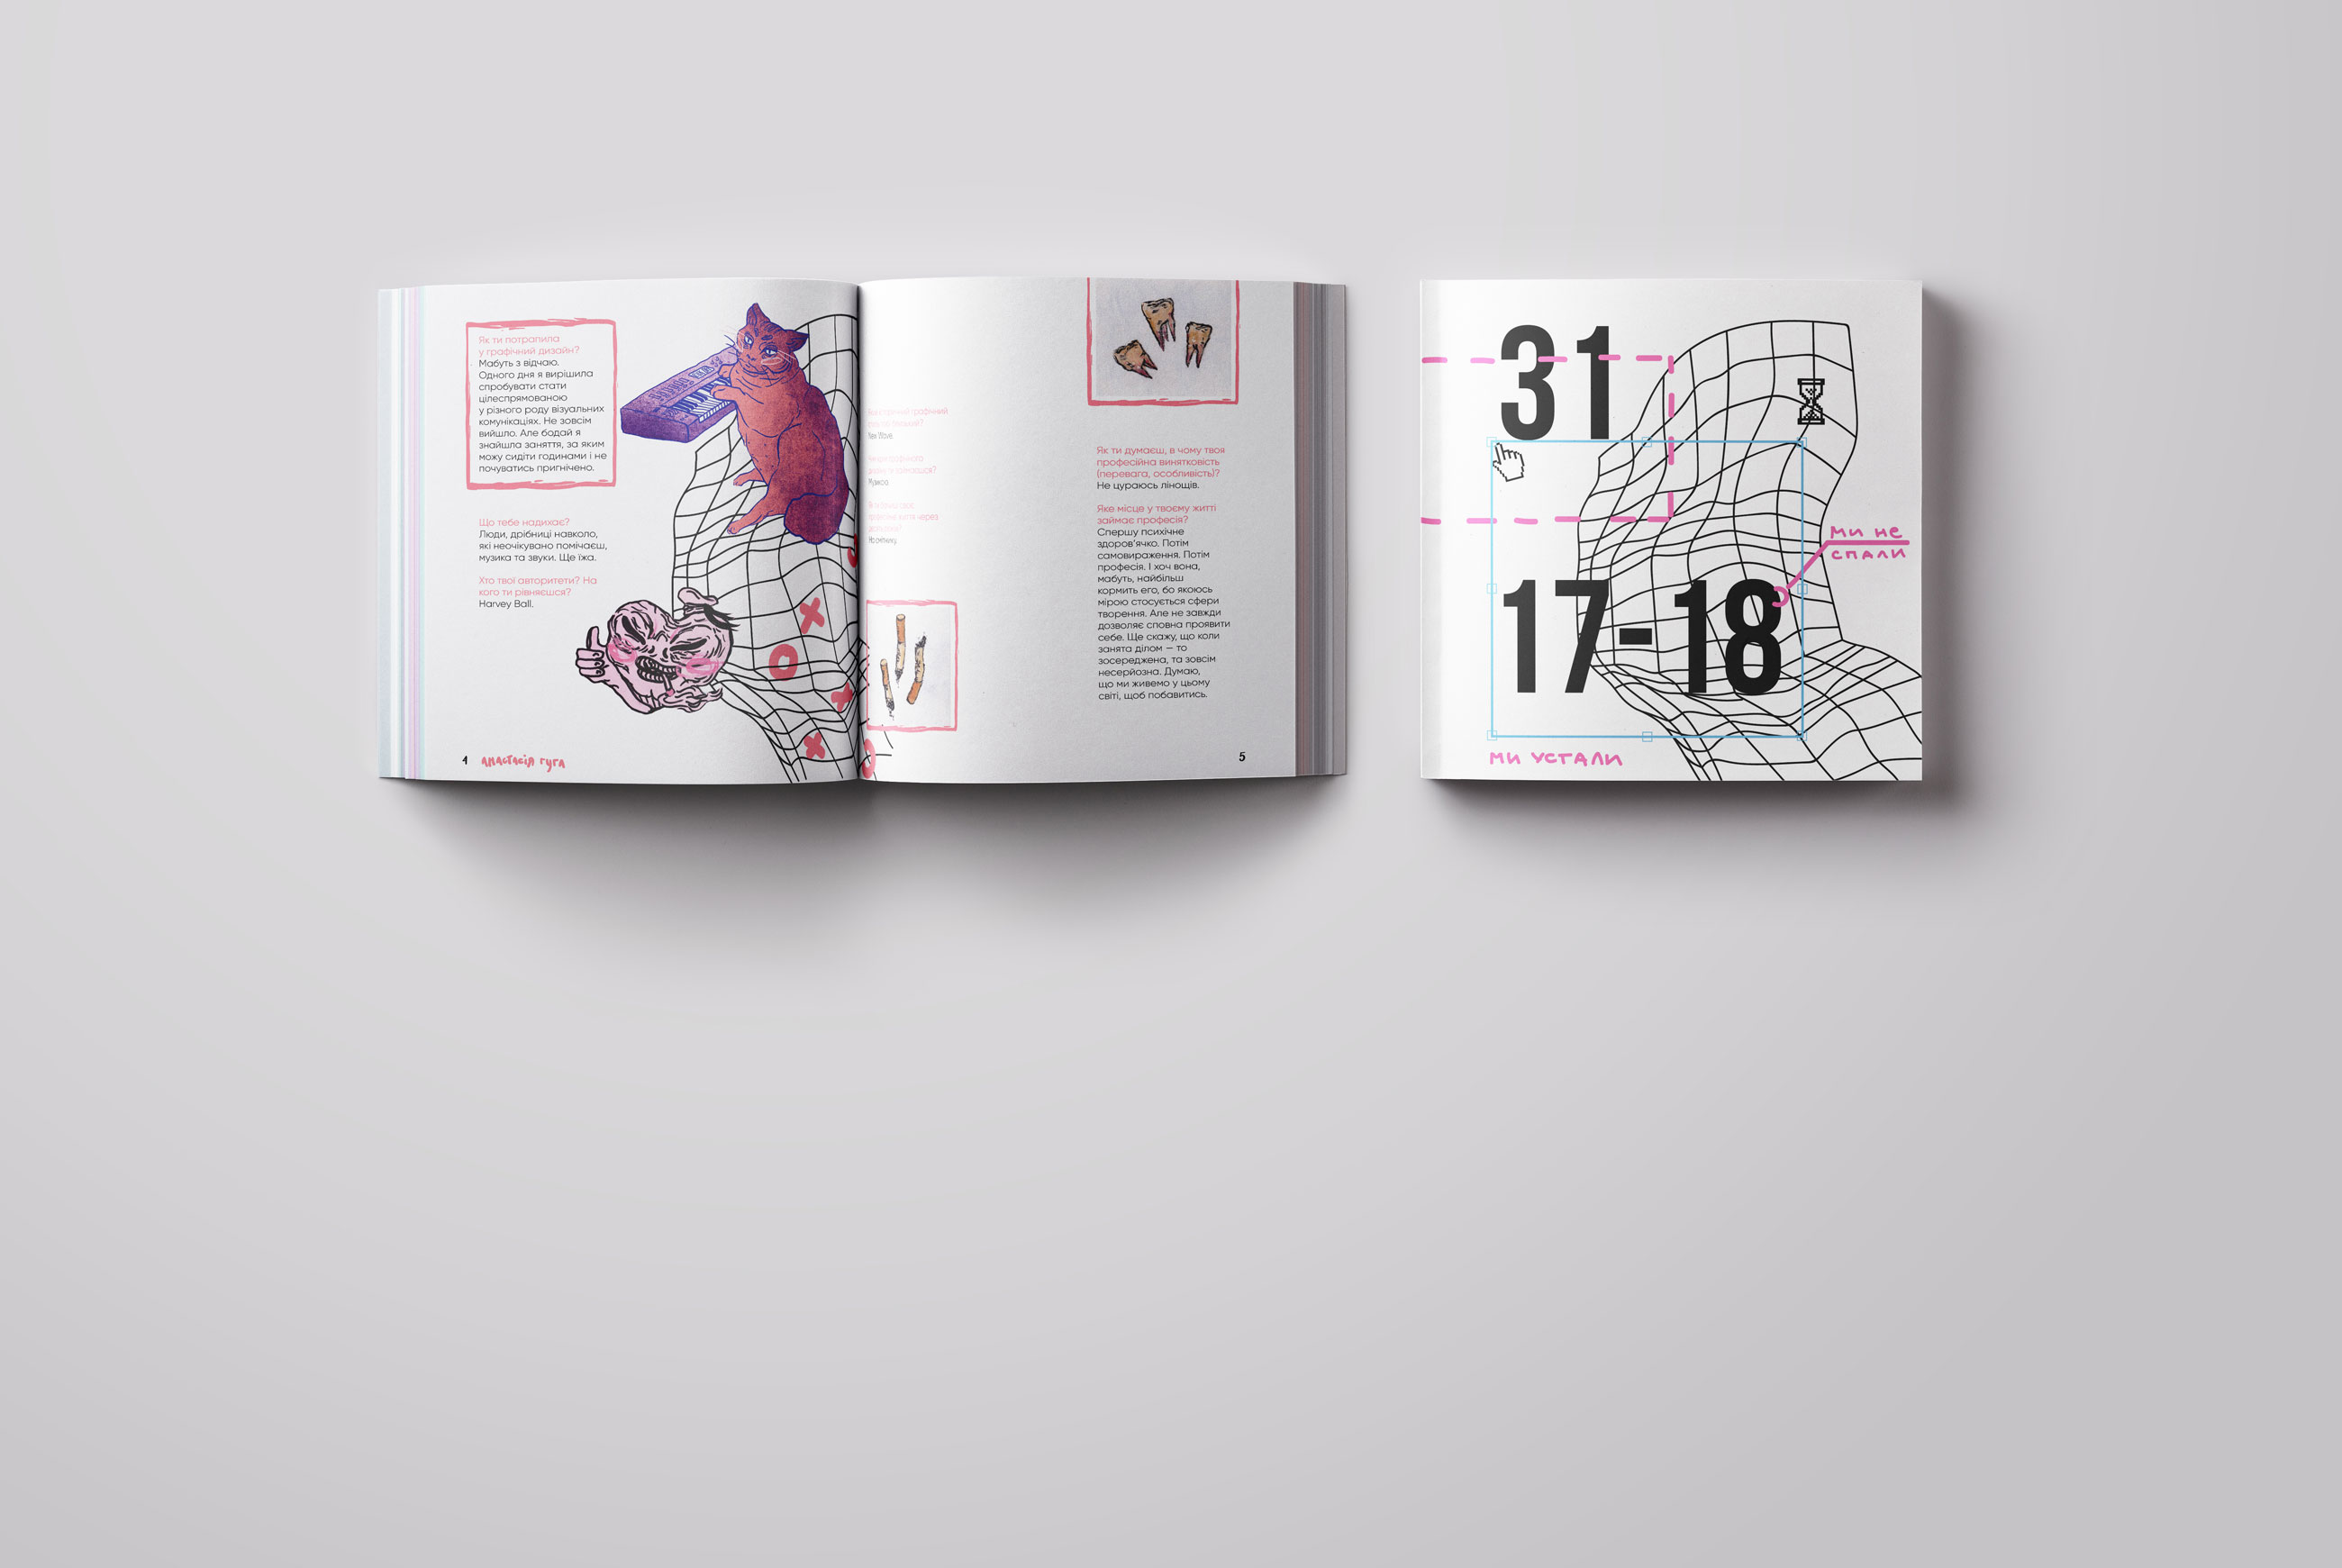 Як ти потрапила
у графічний дизайн?
Мабуть з відчаю.
Одного дня я вирішила
спробувати стати
цілеспрямованою
у різного роду візуальних
комунікаціях. Не зовсім
вийшло. Але бодай я
знайшла заняття, за яким
можу сидіти годинами і не
почуватись пригнічено.
Що тебе надихає?
Люди, дрібниці навколо,
які неочікувано помічаєш,
музика та звуки. Ще їжа.
Хто твої авторитети? На
кого ти рівняєшся?
Harvey Ball.
4 Анастасія Гуга
графічний
New Wave.
Музикою.
життя через
Як ти думаєш, в чому твоя
професійна винятковість
(перевага, особливість)?
Не цураюсь лінощів.
Яке місце у твоєму житті
займає професія?
Спершу психічне
здоров'ячко. Потім
самовираження. Потім
професія. І хоч вона,
мабуть, найбільш
кормить его, бо якоюсь
мірою стосується сфери
творення. Але не завжди
дозволяє сповна проявити
себе. Ще скажу, що коли
занята ділом — то
зосереджена, та зовсім
несерйозна. Думаю,
що ми живемо у цьому
світі, щоб побавитись.
5
31
17-18
ми не
спали
ми устали